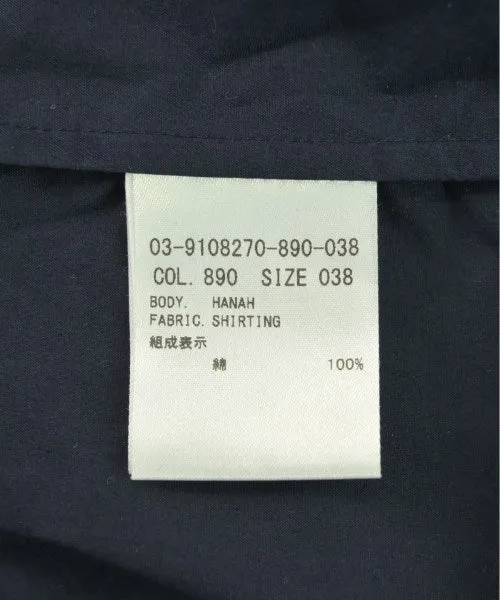 03-9108270-890-038
COL. 890 SIZE 038
BODY. HANAH
FABRIC. SHIRTING
組成表示
綿 100%